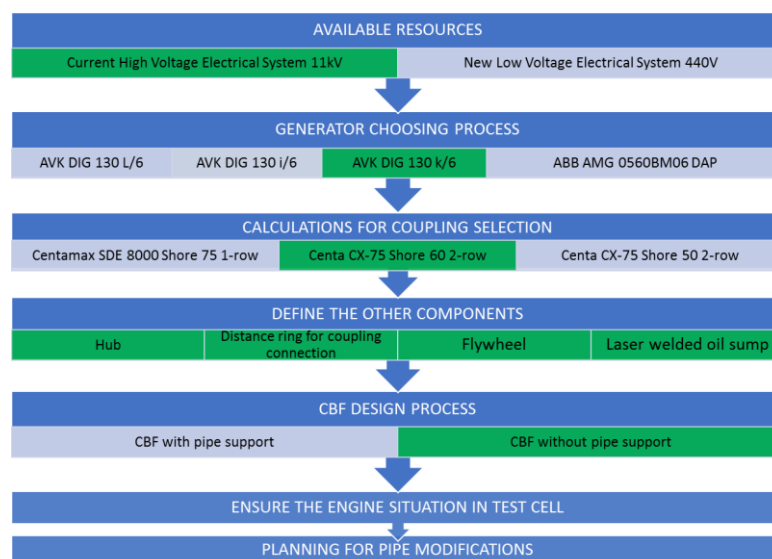 AVAILABLE RESOURCES
Current High Voltage Electrical System 11kV
New Low Voltage Electrical System 440V
GENERATOR CHOOSING PROCESS
AVK DIG 130 L/6
AVK DIG 130 i/6
AVK DIG 130 k/6
ABB AMG 0560BM06 DAP
CALCULATIONS FOR COUPLING SELECTION
Centamax SDE 8000 Shore 75 1-row
Centa CX-75 Shore 60 2-row
Centa CX-75 Shore 50 2-row
DEFINE THE OTHER COMPONENTS
Hub
Distance ring for coupling
connection
Flywheel
Laser welded oil sump
CBF DESIGN PROCESS
CBF with pipe support
CBF without pipe support
ENSURE THE ENGINE SITUATION IN TEST CELL
PLANNING FOR PIPE MODIFICATIONS